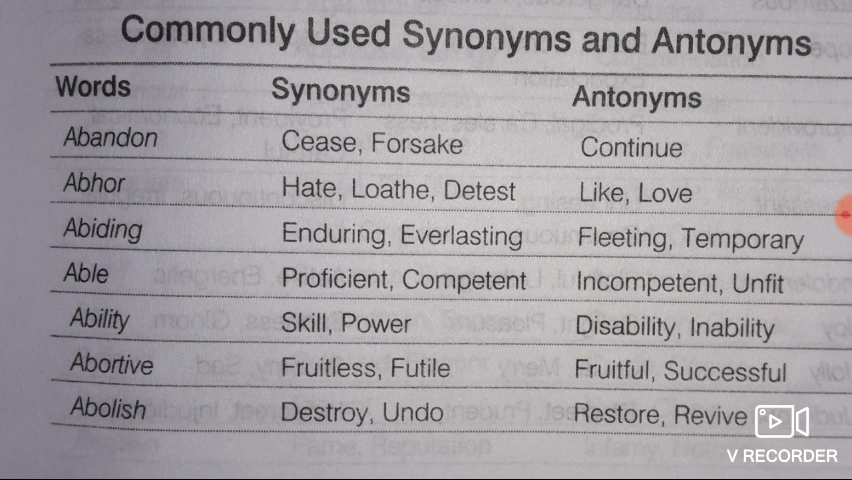 Commonly Used Synonyms and Antonyms
Words Synonyms Antonyms
Abandon Cease, Forsake Continue
Abhor Hate, Loathe, Detest Like, Love
Abiding Enduring, Everlasting Fleeting, Temporary
Able Proficient, Competent Incompetent, Unfit
Ability Skill, Power Disability, Inability
Abortive Fruitless, Futile Fruitful, Successful
Abolish Destroy, Undo Restore, Revive
V RECORDER